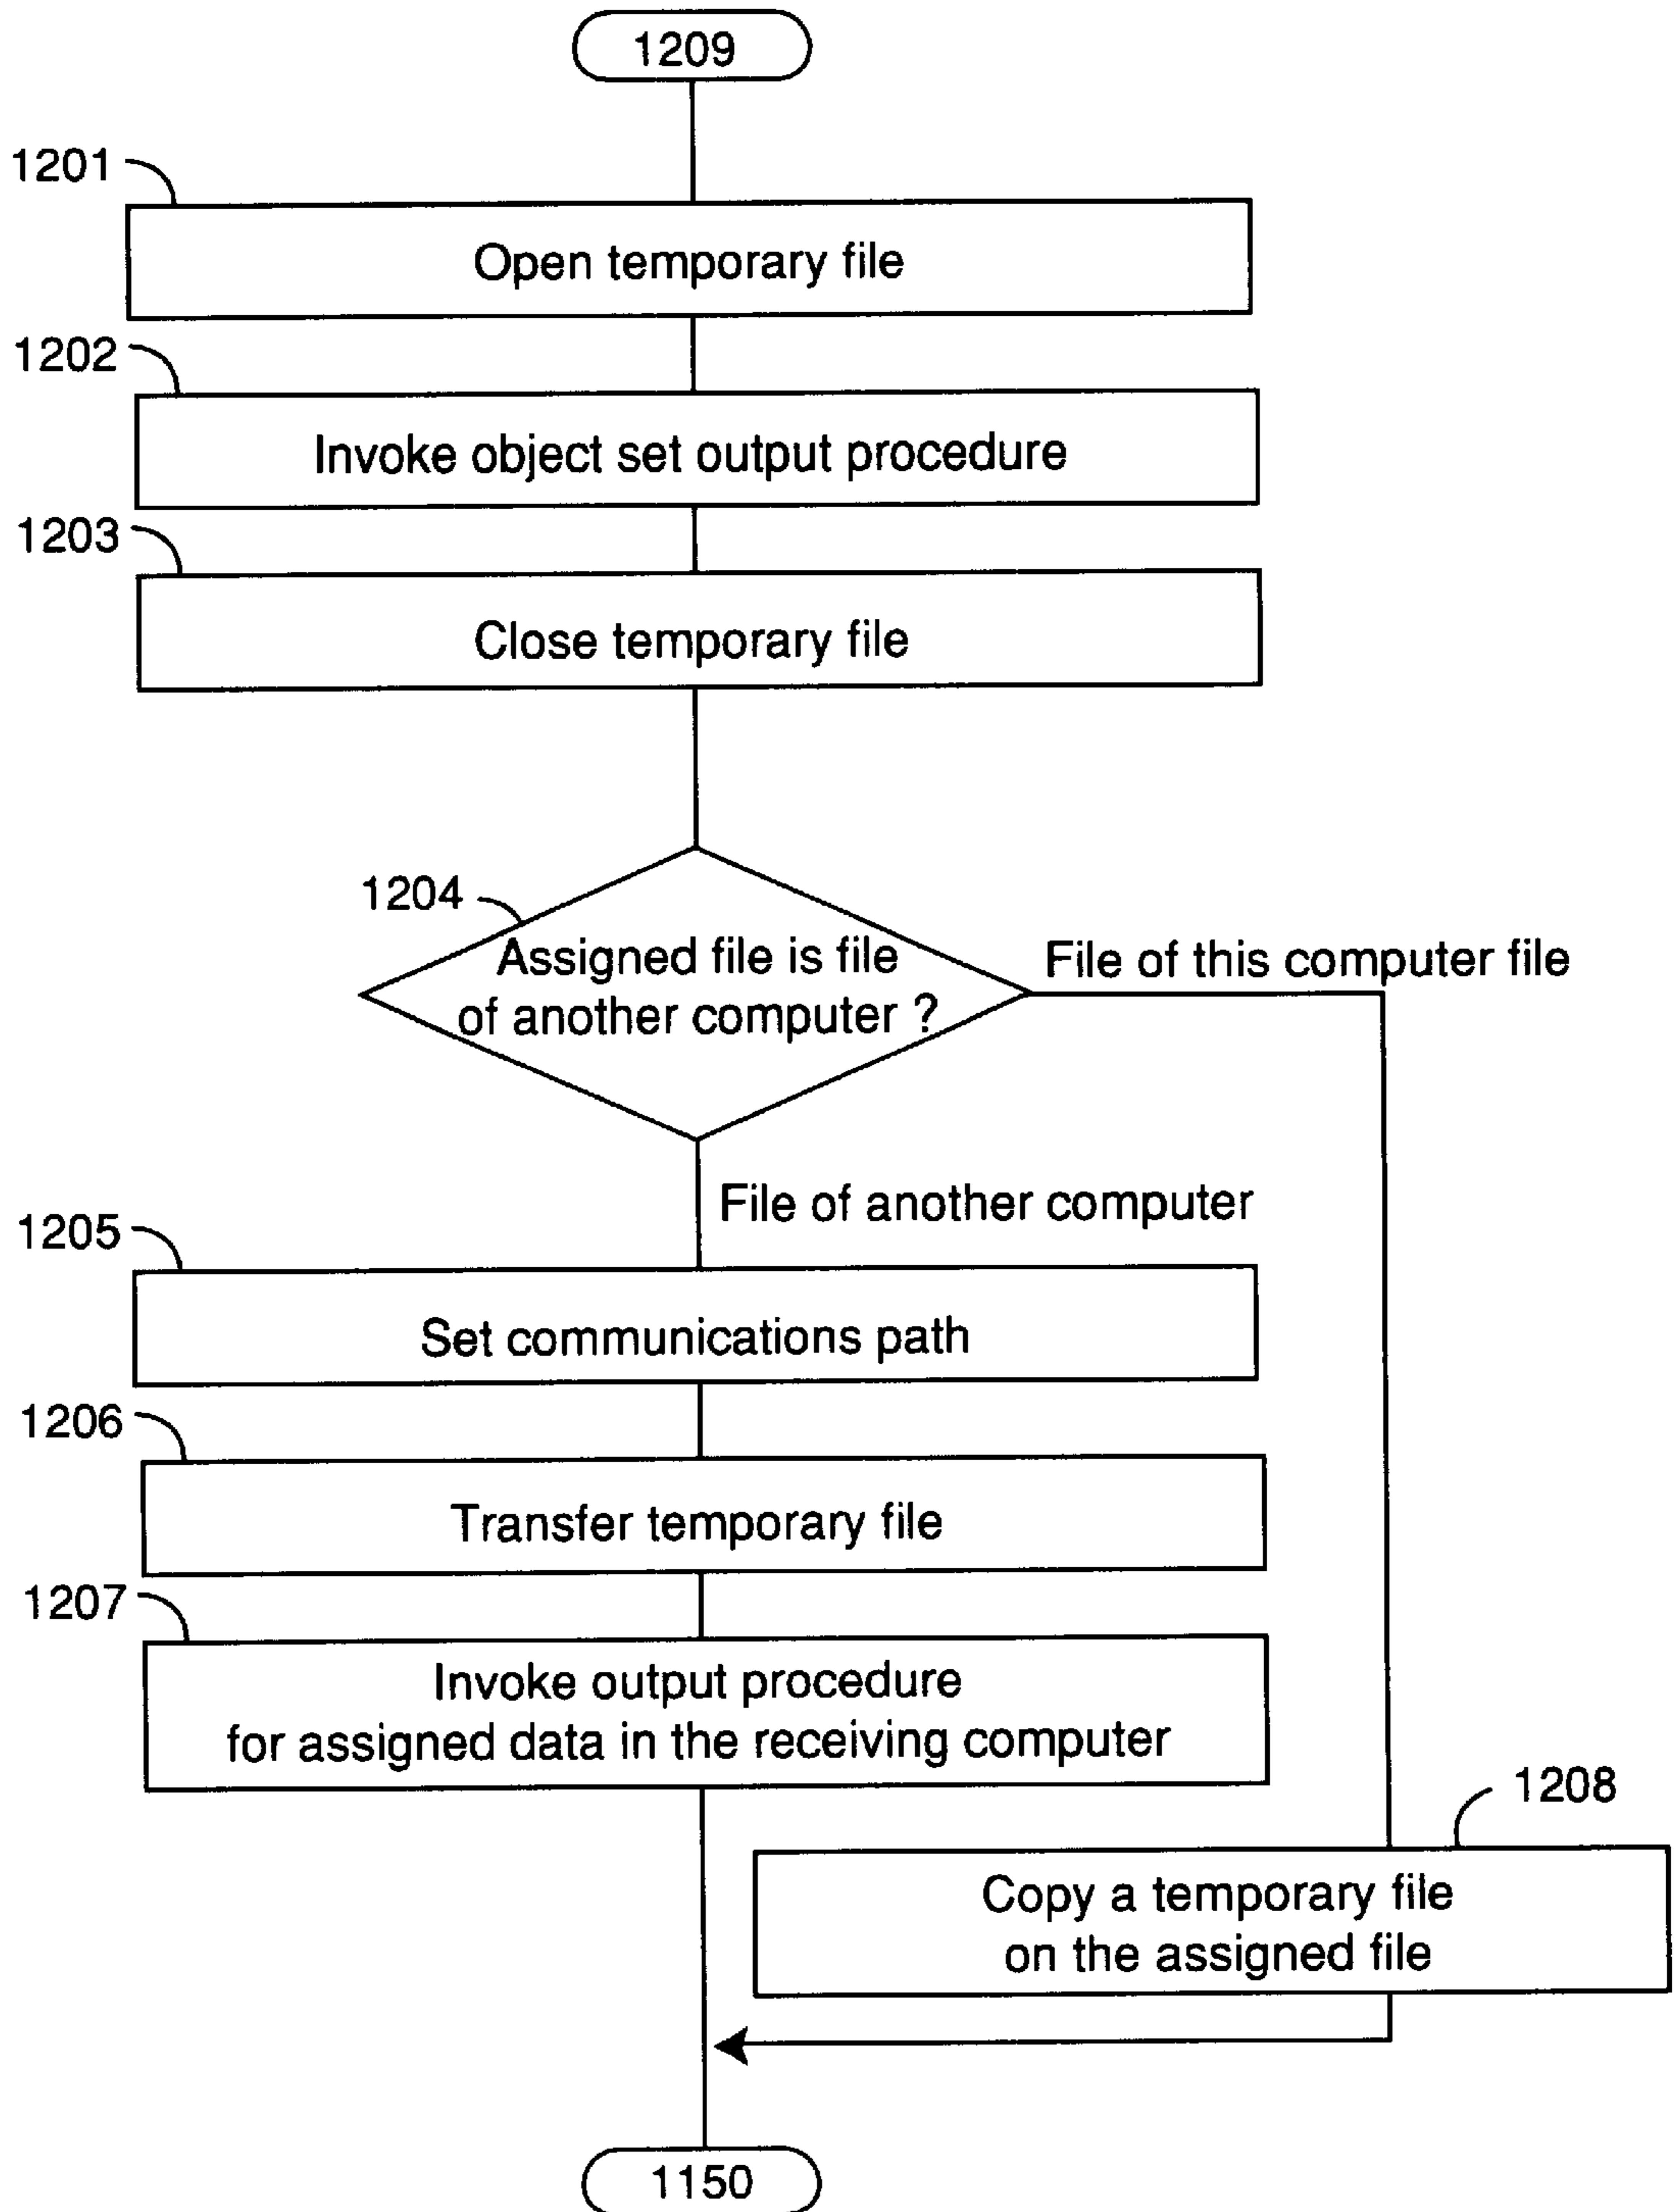 1209
1201
Open temporary file
1202
Invoke object set output procedure
1203
Close temporary file
1204
Assigned file is file
of another computer ?
File of this computer file
File of another computer
1205
Set communications path
1206
Transfer temporary file
1207
Invoke output procedure
for assigned data in the receiving computer
1208
Copy a temporary file
on the assigned file
1150